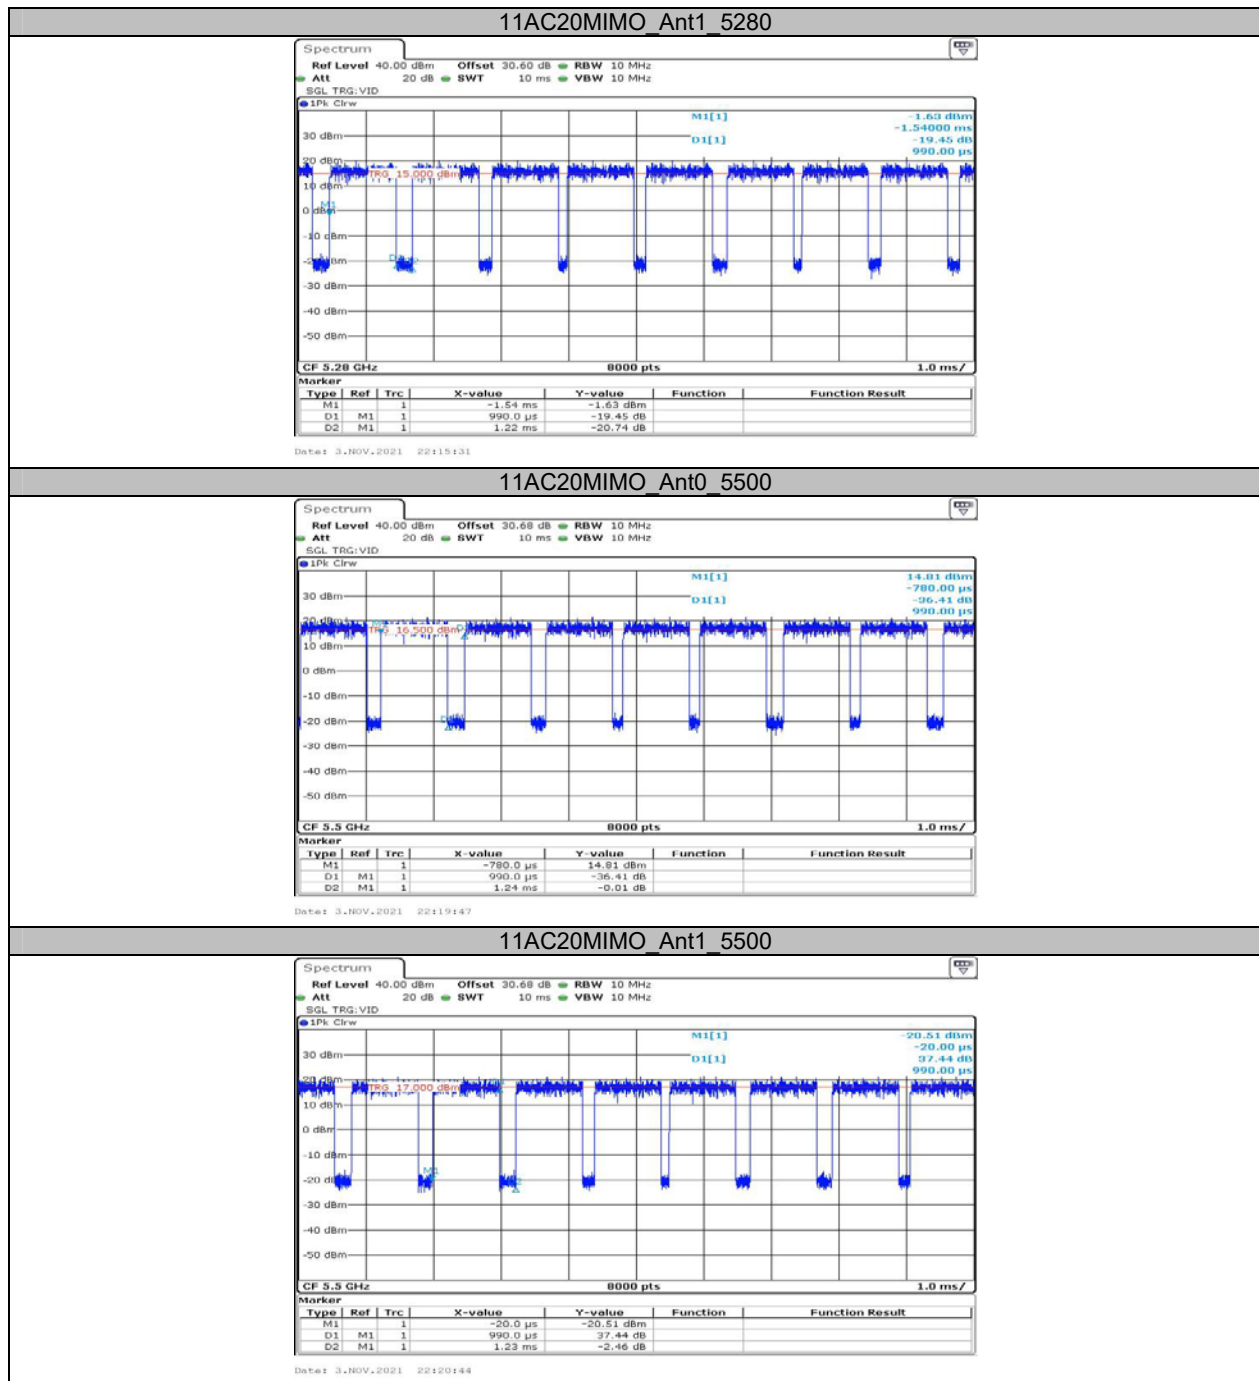 11AC20MIMO_Ant1_5280
Spectrum
Ref Level 40.00 dBm Offset 30.60 dB RBW 10 MHz
Att 20 dB SWT 10 ms VBW 10 MHz
SGL TRG:VID
1Pk Clrw
M1[1] -1.63 dBm
-1.54000 ms
D1[1] -19.45 dB
990.00 µs
30 dBm
20 dBm
TRG 15.000 dBm
10 dBm
M1
0 dBm
-10 dBm
-30 dBm
-40 dBm
-50 dBm
CF 5.28 GHz 8000 pts 1.0 ms/
Marker
Type Ref Trc X-value Y-value Function Function Result
M1 1 -1.54 ms -1.63 dBm
D1 M1 1 990.0 µs -19.45 dB
D2 M1 1 1.22 ms -20.74 dB
Date: 3.NOV.2021 22:15:31
11AC20MIMO_Ant0_5500
Spectrum
Ref Level 40.00 dBm Offset 30.68 dB RBW 10 MHz
Att 20 dB SWT 10 ms VBW 10 MHz
SGL TRG:VID
1Pk Clrw
M1[1] 14.81 dBm
-780.00 µs
D1[1] -36.41 dB
990.00 µs
30 dBm
20 dBm
TRG 16.500 dBm
10 dBm
0 dBm
-10 dBm
-20 dBm
-30 dBm
-40 dBm
-50 dBm
CF 5.5 GHz 8000 pts 1.0 ms/
Marker
Type Ref Trc X-value Y-value Function Function Result
M1 1 -780.0 µs 14.81 dBm
D1 M1 1 990.0 µs -36.41 dB
D2 M1 1 1.24 ms -0.01 dB
Date: 3.NOV.2021 22:19:47
11AC20MIMO_Ant1_5500
Spectrum
Ref Level 40.00 dBm Offset 30.68 dB RBW 10 MHz
Att 20 dB SWT 10 ms VBW 10 MHz
SGL TRG:VID
1Pk Clrw
M1[1] -20.51 dBm
-20.00 µs
D1[1] 37.44 dB
990.00 µs
30 dBm
20 dBm
TRG 17.000 dBm
10 dBm
0 dBm
-10 dBm
M1
-30 dBm
-40 dBm
-50 dBm
CF 5.5 GHz 8000 pts 1.0 ms/
Marker
Type Ref Trc X-value Y-value Function Function Result
M1 1 -20.0 µs -20.51 dBm
D1 M1 1 990.0 µs 37.44 dB
D2 M1 1 1.23 ms -2.46 dB
Date: 3.NOV.2021 22:20:44